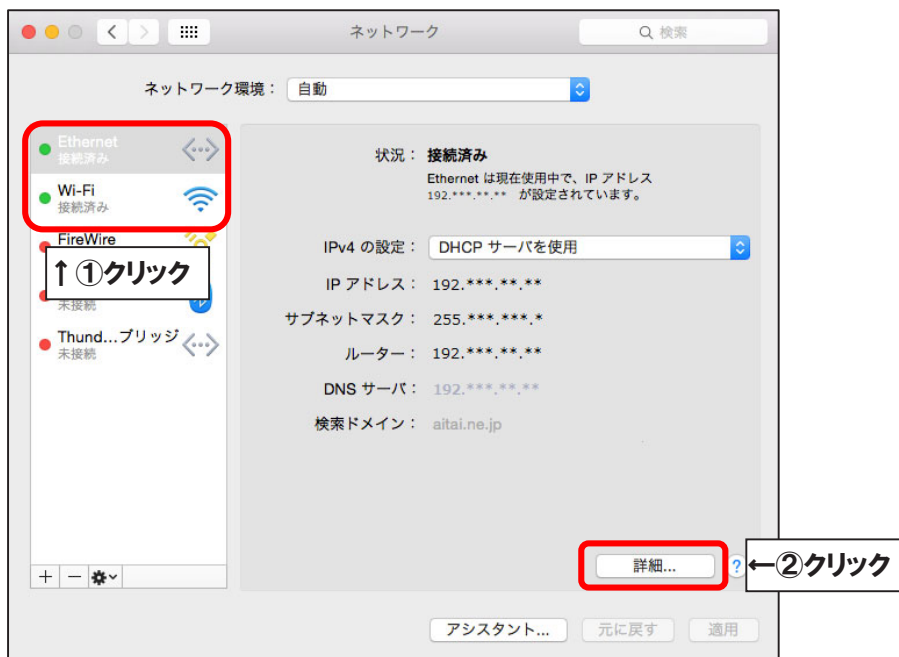 ネットワーク
検索
ネットワーク環境： 自動
Ethernet
接続済み
Wi-Fi
接続済み
FireWire
↑①クリック
未接続
Thund...ブリッジ
未接続
状況： 接続済み
Ethernet は現在使用中で、IP アドレス
192.***.**.** が設定されています。
IPv4 の設定： DHCP サーバを使用
IP アドレス： 192.***.**.**
サブネットマスク： 255.***.***.*
ルーター： 192.***.**.**
DNS サーバ： 192.***.**.**
検索ドメイン： aitai.ne.jp
詳細... ? ←②クリック
+ −
アシスタント... 元に戻す 適用